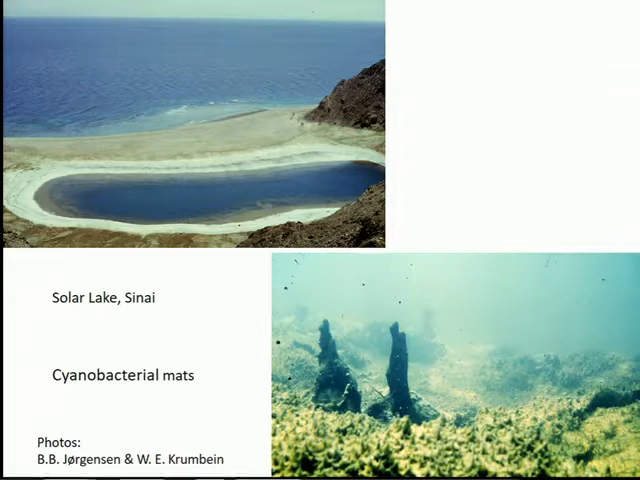 Solar Lake, Sinai
Cyanobacterial mats
Photos:
B.B. Jørgensen & W. E. Krumbein